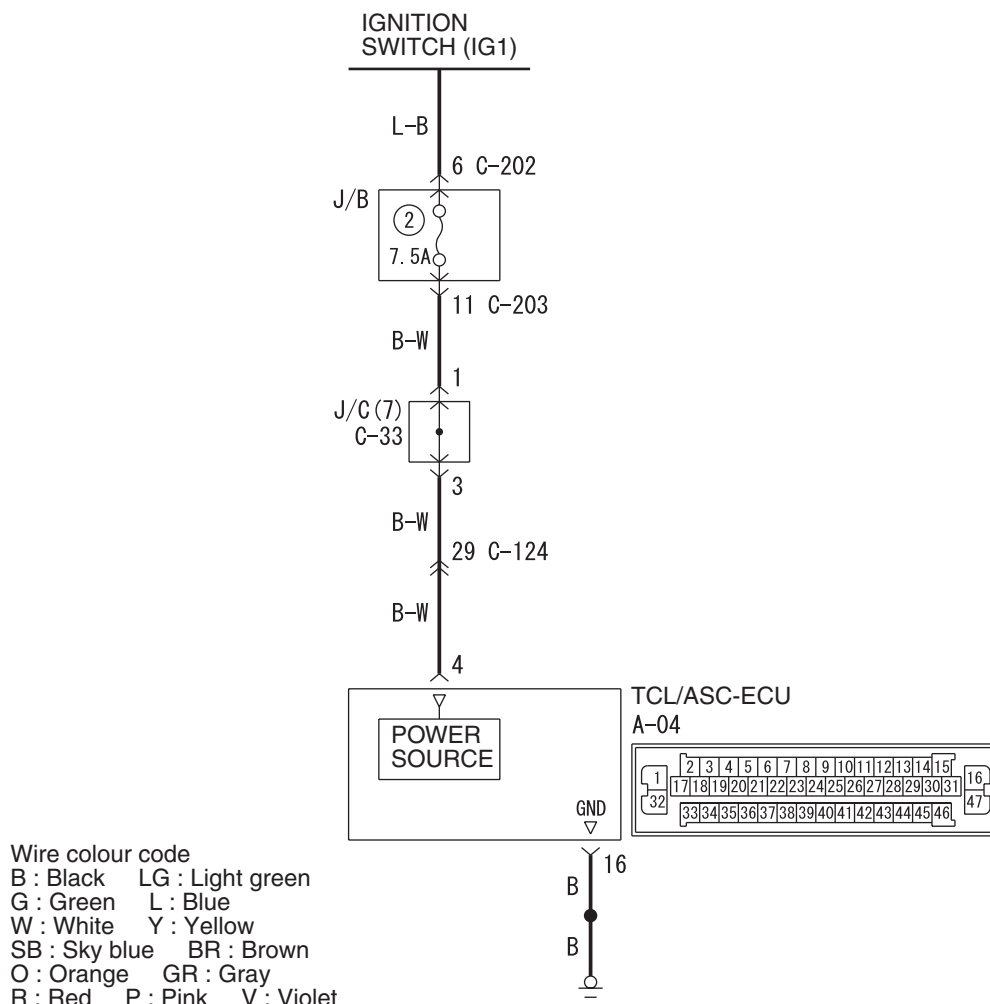 IGNITION
SWITCH (IG1)
L-B
6 C-202
J/B
2
7.5A
11 C-203
B-W
1
J/C(7)
C-33
3
B-W
29 C-124
B-W
4
TCL/ASC-ECU
A-04
POWER
SOURCE
GND
1 2 3 4 5 6 7 8 9 10 11 12 13 14 15 16
17 18 19 20 21 22 23 24 25 26 27 28 29 30 31
32 33 34 35 36 37 38 39 40 41 42 43 44 45 46 47
16
B
B
Wire colour code
B : Black LG : Light green
G : Green L : Blue
W : White Y : Yellow
SB : Sky blue BR : Brown
O : Orange GR : Gray
R : Red P : Pink V : Violet